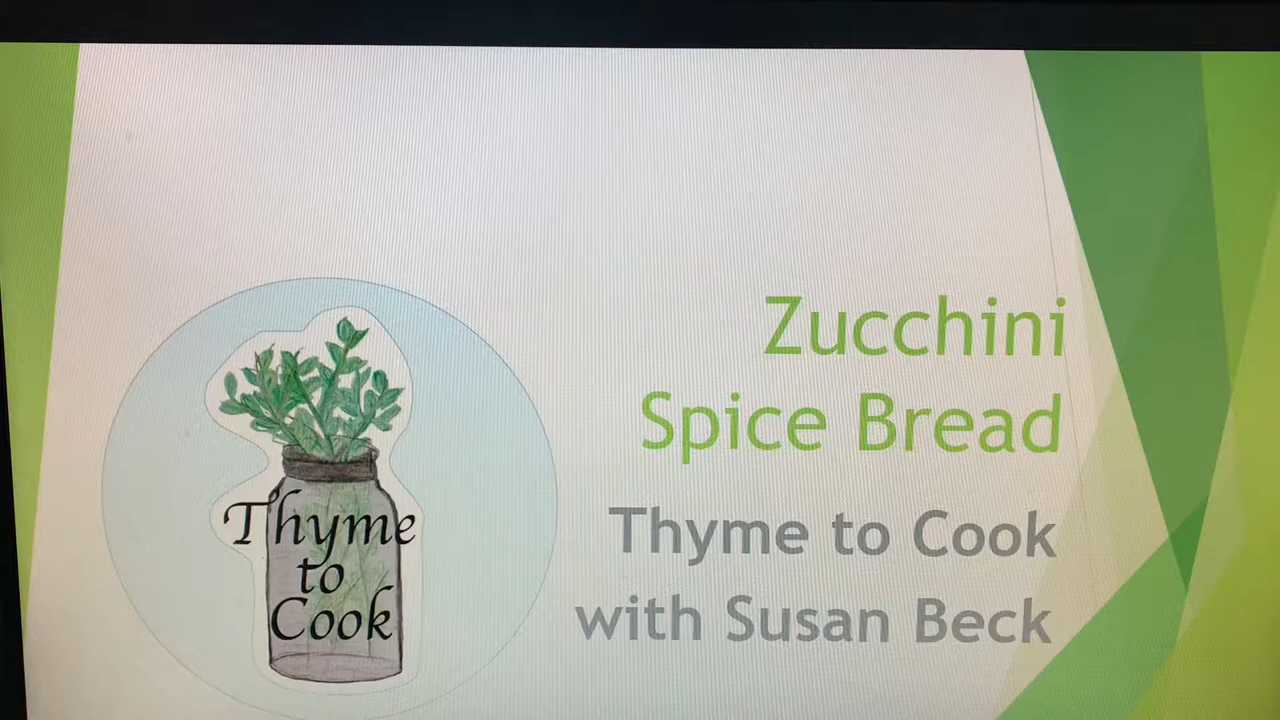 Thyme
to
Cook
Zucchini
Spice Bread
Thyme to Cook
with Susan Beck